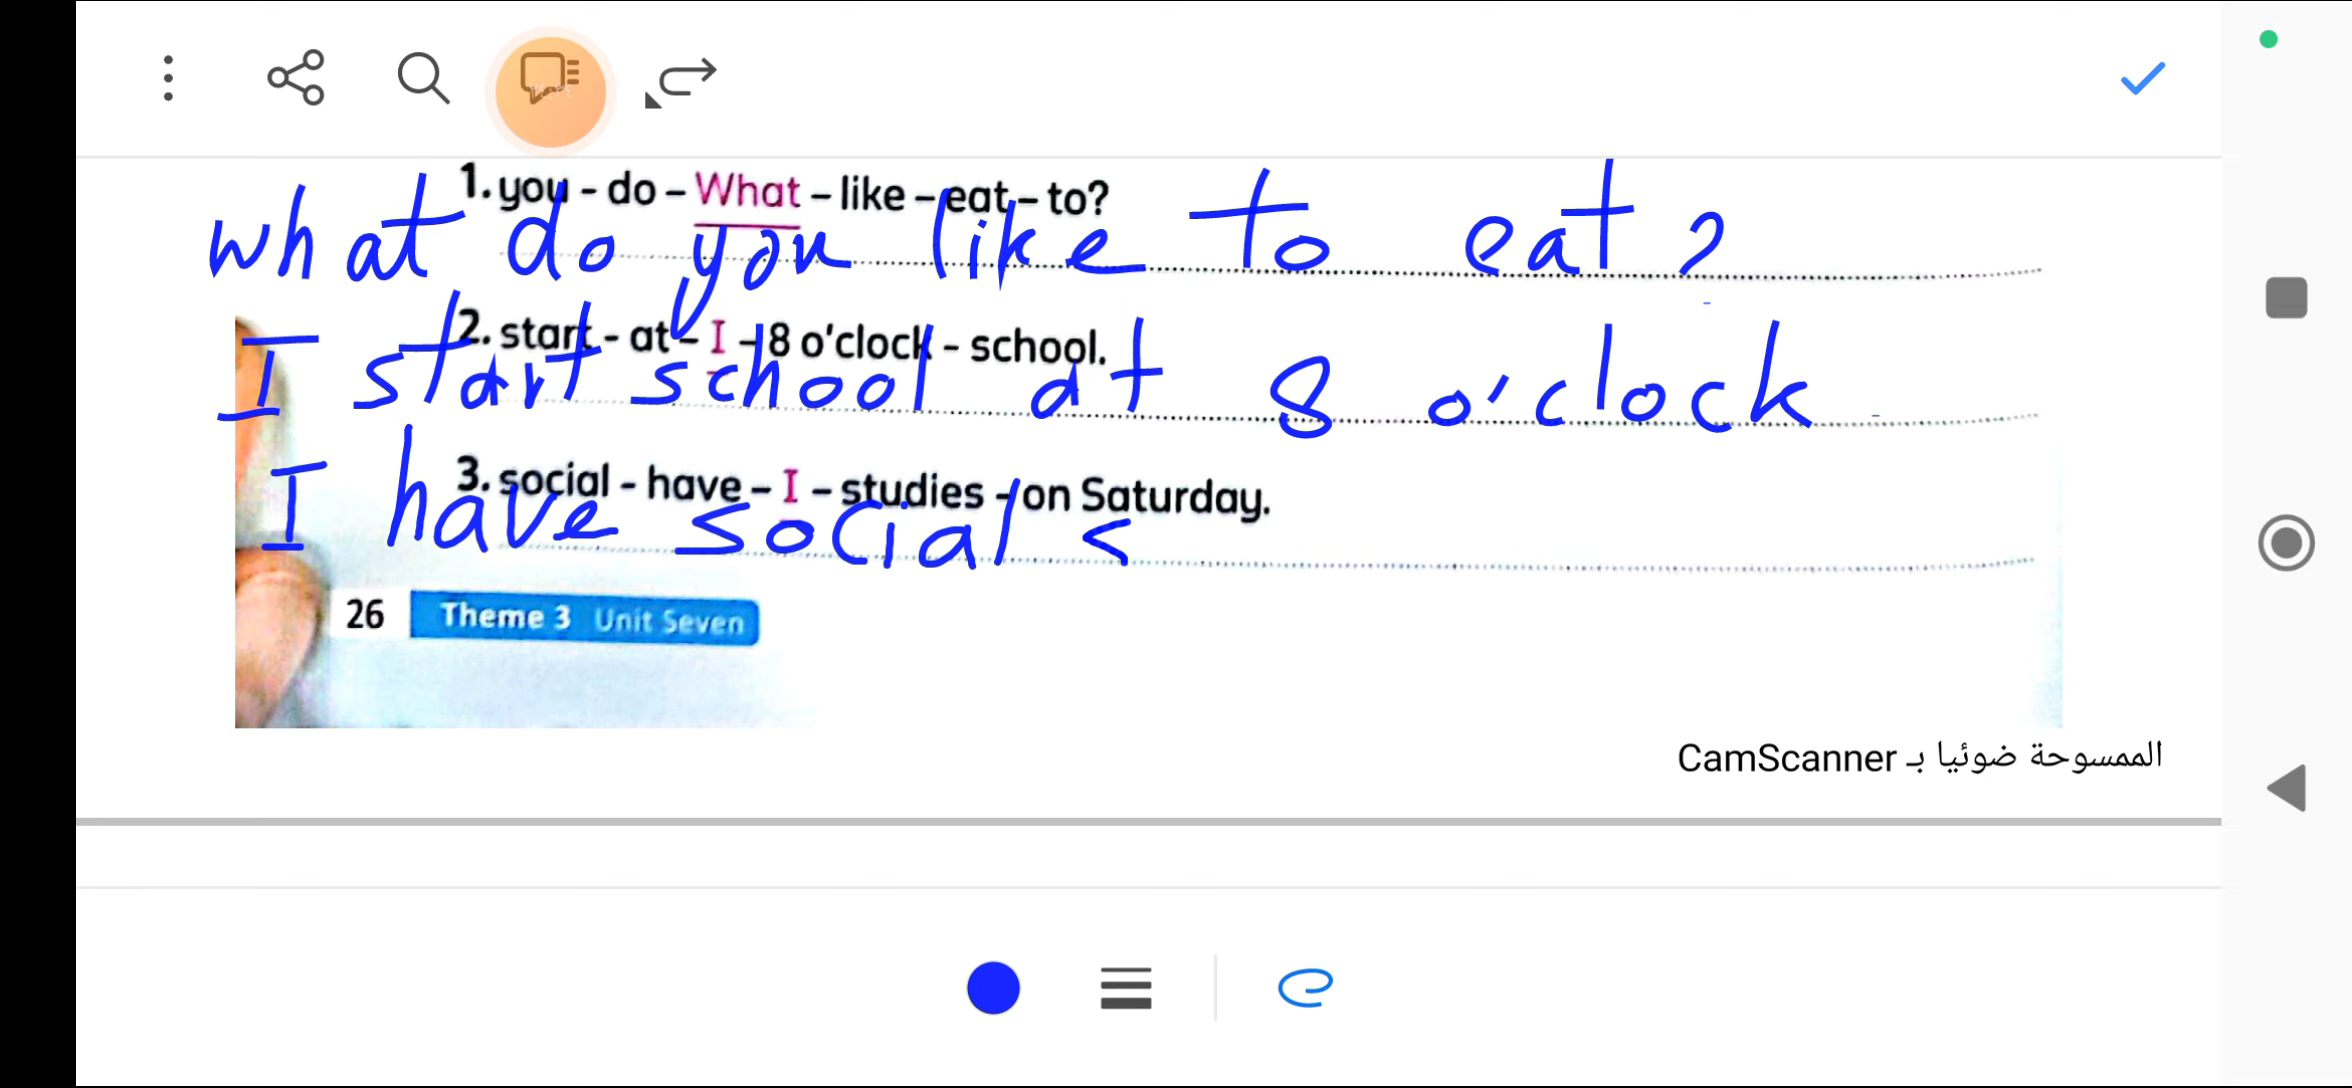 1. you - do – What – like – eat – to?
what do you like to eat?
2. start - at – I – 8 o'clock - school.
I start school at 8 o'clock
3. social - have – I – studies - on Saturday.
I have social s
26 Theme 3 Unit Seven
الممسوحة ضوئيا بـ CamScanner